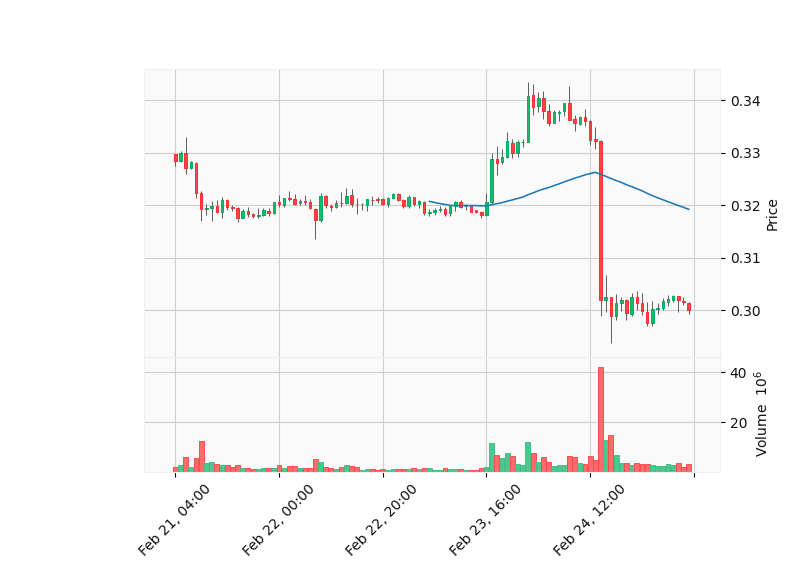 0.34
0.33
0.32
0.31
0.30
Price
40
20
Volume 10^6
Feb 21, 04:00
Feb 22, 00:00
Feb 22, 20:00
Feb 23, 16:00
Feb 24, 12:00